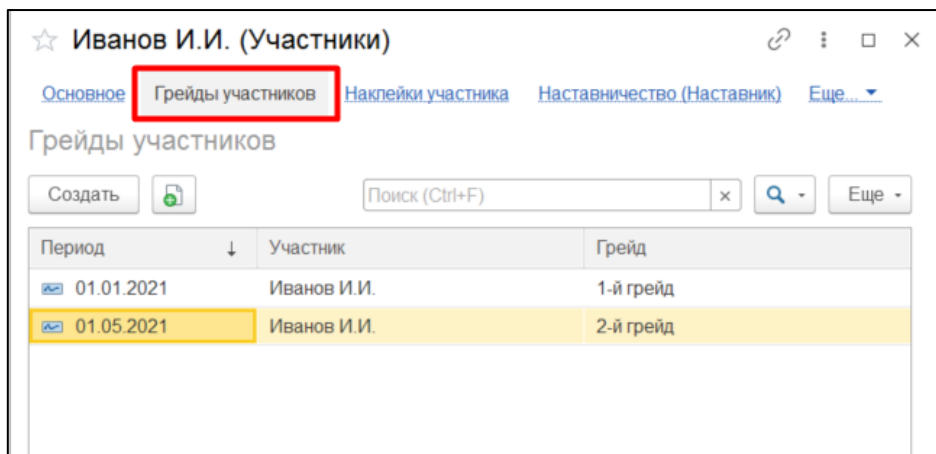 Иванов И.И. (Участники)
Основное Грейды участников Наклейки участника Наставничество (Наставник) Еще...
Грейды участников
Создать Поиск (Ctrl+F) Еще
Период Участник Грейд
01.01.2021 Иванов И.И. 1-й грейд
01.05.2021 Иванов И.И. 2-й грейд